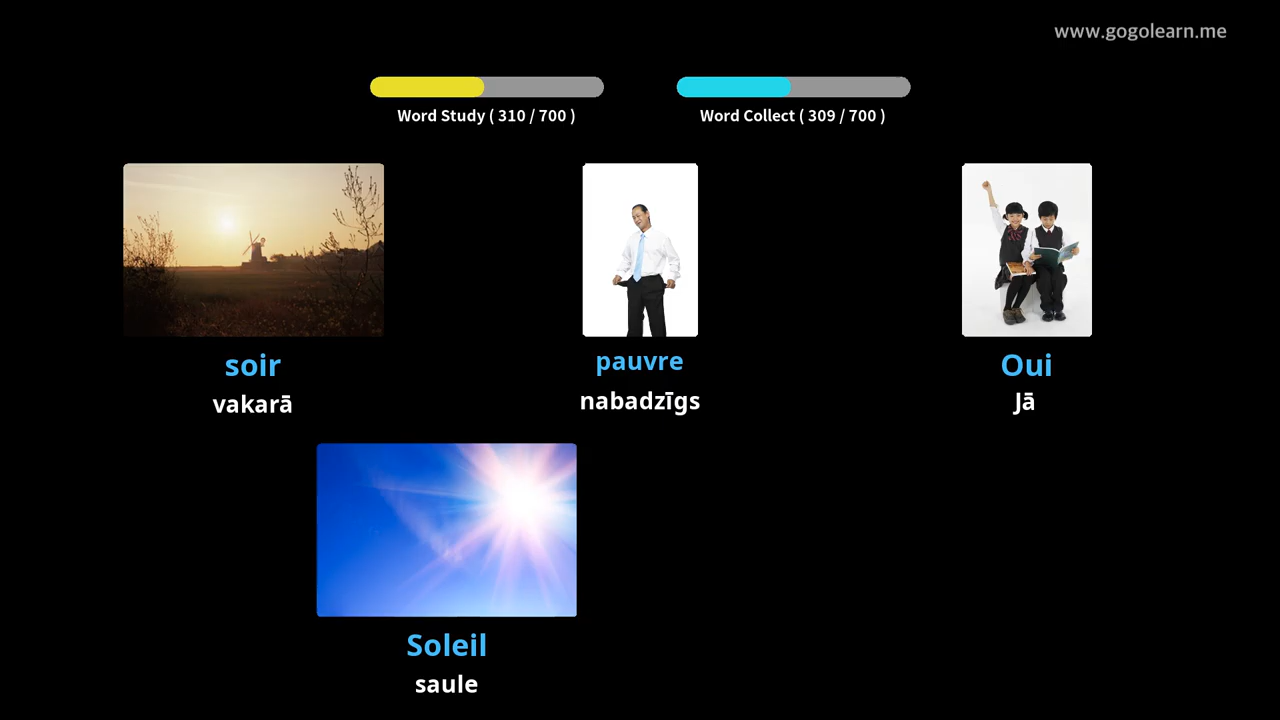 www.gogolearn.me
Word Study ( 310 / 700 )
Word Collect ( 309 / 700 )
soir
vakarā
pauvre
nabadzīgs
Oui
Jā
Soleil
saule